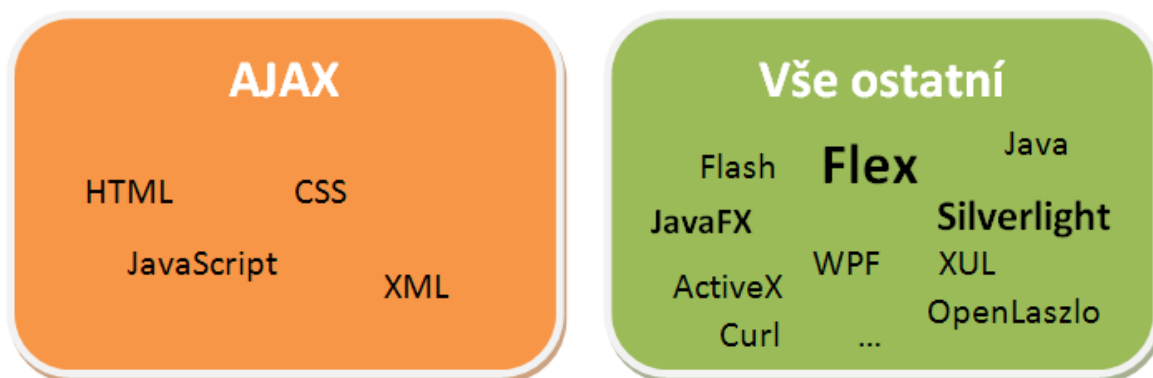 AJAX
HTML CSS
JavaScript
XML
Vše ostatní
Flash Flex Java
JavaFX Silverlight
WPF XUL
ActiveX
OpenLaszlo
Curl ...